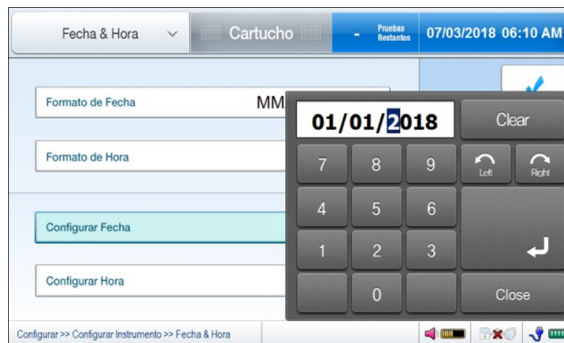 Fecha & Hora
Cartucho
- Pruebas Restantes
07/03/2018 06:10 AM
Formato de Fecha MM
Formato de Hora
Configurar Fecha
Configurar Hora
01/01/2018
Clear
7 8 9 Left Right
4 5 6
1 2 3
0 Close
Configurar >> Configurar Instrumento >> Fecha & Hora